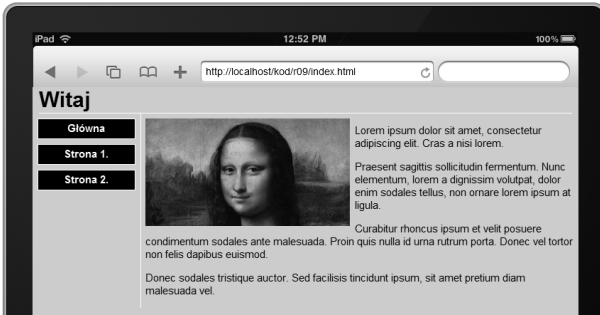 iPad 12:52 PM 100%
http://localhost/kod/r09/index.html
Witaj
Główna
Strona 1.
Strona 2.
Lorem ipsum dolor sit amet, consectetur
adipiscing elit. Cras a nisi lorem.
Praesent sagittis sollicitudin fermentum. Nunc
elementum, lorem a dignissim volutpat, dolor
enim sodales tellus, non ornare lorem ipsum at
ligula.
Curabitur rhoncus ipsum et velit posuere
condimentum sodales ante malesuada. Proin quis nulla id urna rutrum porta. Donec vel tortor
non felis dapibus euismod.
Donec sodales tristique auctor. Sed facilisis tincidunt ipsum, sit amet pretium diam
malesuada vel.